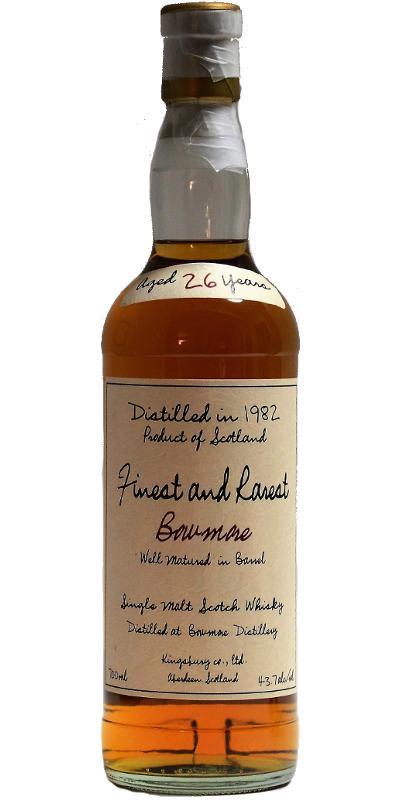 Aged 26 Years
Distilled in 1982
Product of Scotland
Finest and Rarest
Bowmore
Well Matured in Barrel
Single Malt Scotch Whisky
Distilled at Bowmore Distillery
Kingsbury co., ltd.
700ml Aberdeen Scotland 43.7